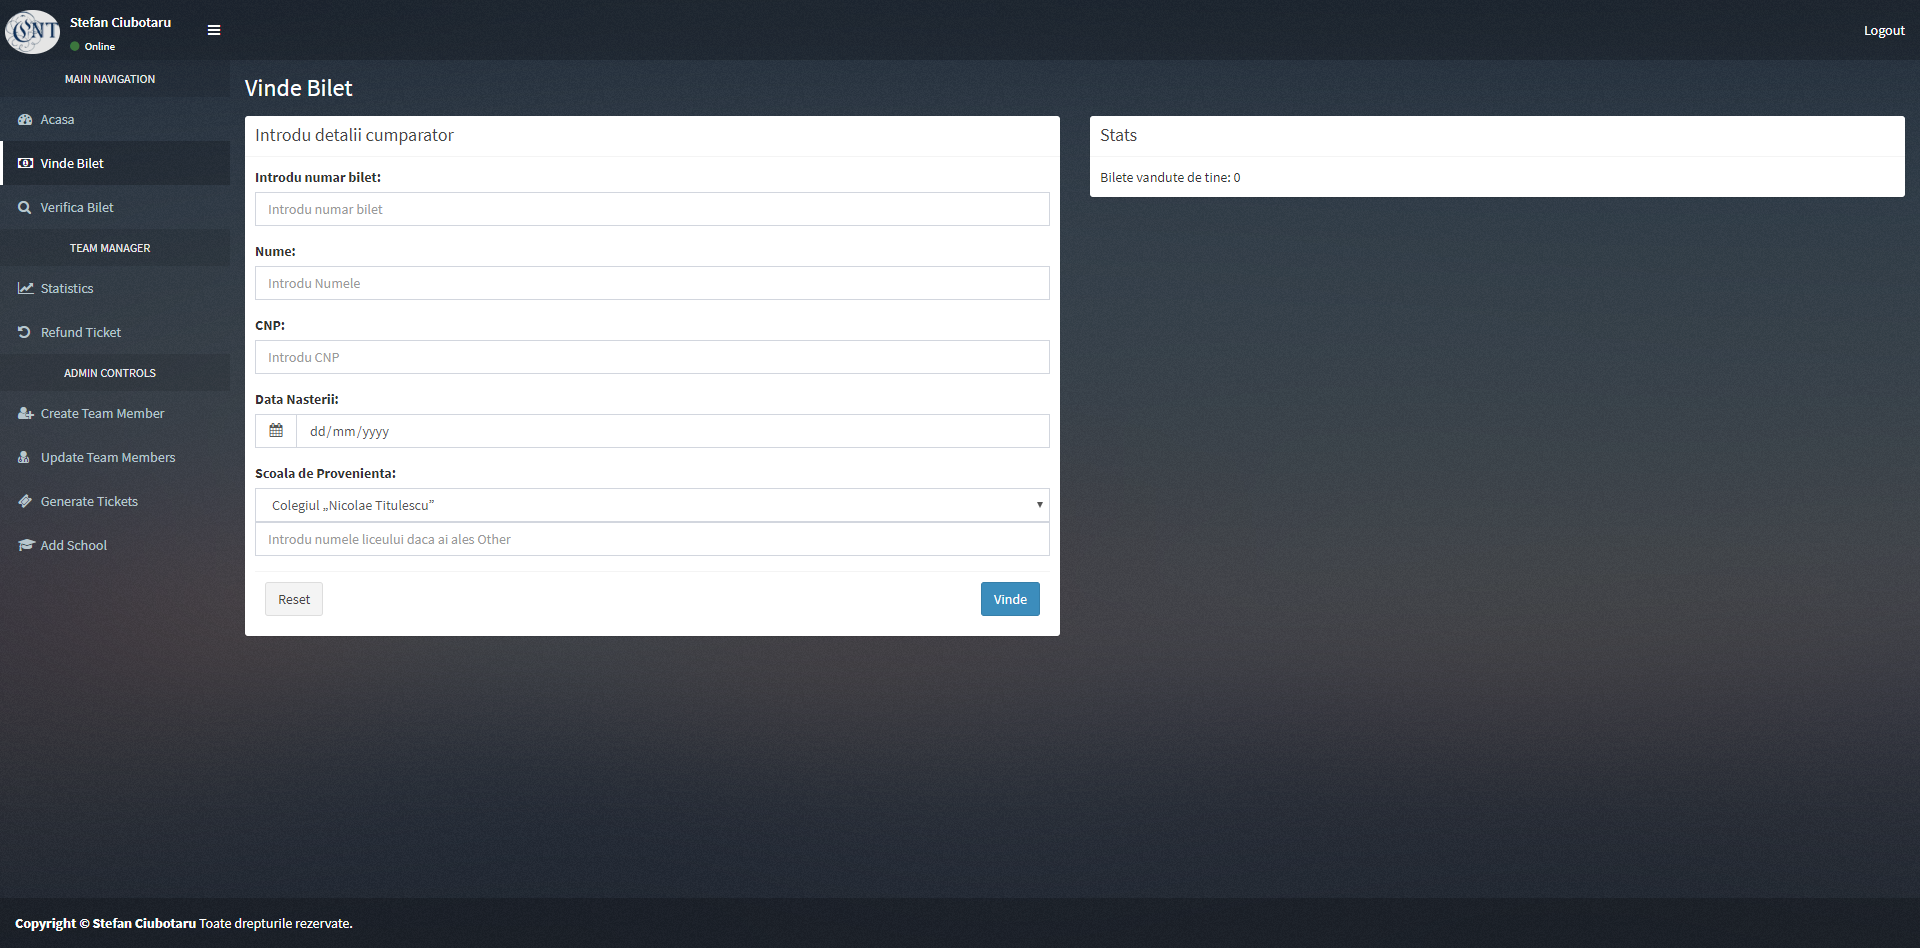 CSNT
Stefan Ciubotaru
Online
Logout
MAIN NAVIGATION
Acasa
Vinde Bilet
Verifica Bilet
TEAM MANAGER
Statistics
Refund Ticket
ADMIN CONTROLS
Create Team Member
Update Team Members
Generate Tickets
Add School
Vinde Bilet
Introdu detalii cumparator
Introdu numar bilet:
Introdu numar bilet
Nume:
Introdu Numele
CNP:
Introdu CNP
Data Nasterii:
dd/mm/yyyy
Scoala de Provenienta:
Colegiul „Nicolae Titulescu”
Introdu numele liceului daca ai ales Other
Reset
Vinde
Stats
Bilete vandute de tine: 0
Copyright © Stefan Ciubotaru Toate drepturile rezervate.